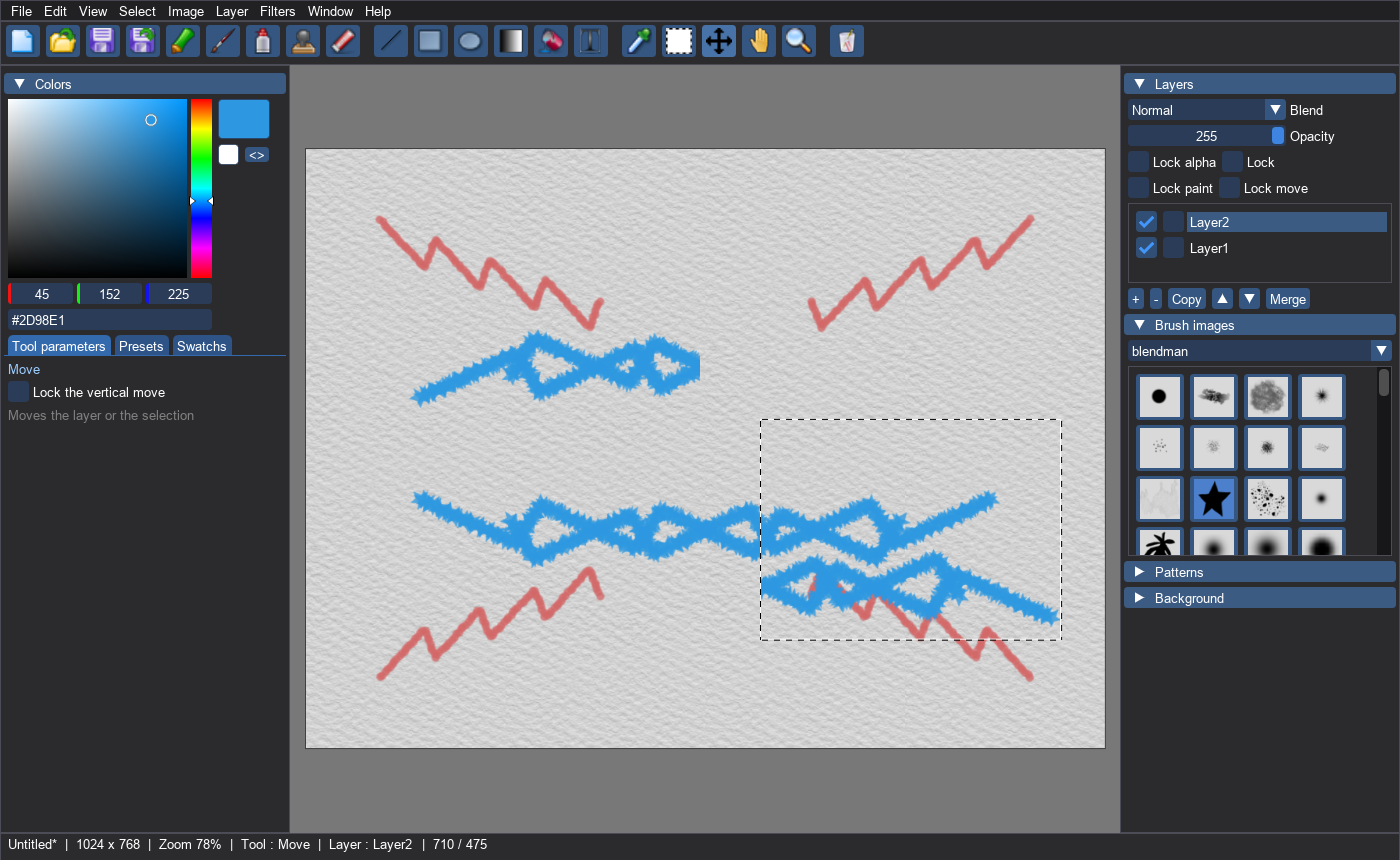 File Edit View Select Image Layer Filters Window Help
Colors
<>
45 152 225
#2D98E1
Tool parameters Presets Swatchs
Move
Lock the vertical move
Moves the layer or the selection
Layers
Normal Blend
255 Opacity
Lock alpha Lock
Lock paint Lock move
Layer2
Layer1
+ - Copy ▲ ▼ Merge
Brush images
blendman
Patterns
Background
Untitled* | 1024 x 768 | Zoom 78% | Tool : Move | Layer : Layer2 | 710 / 475